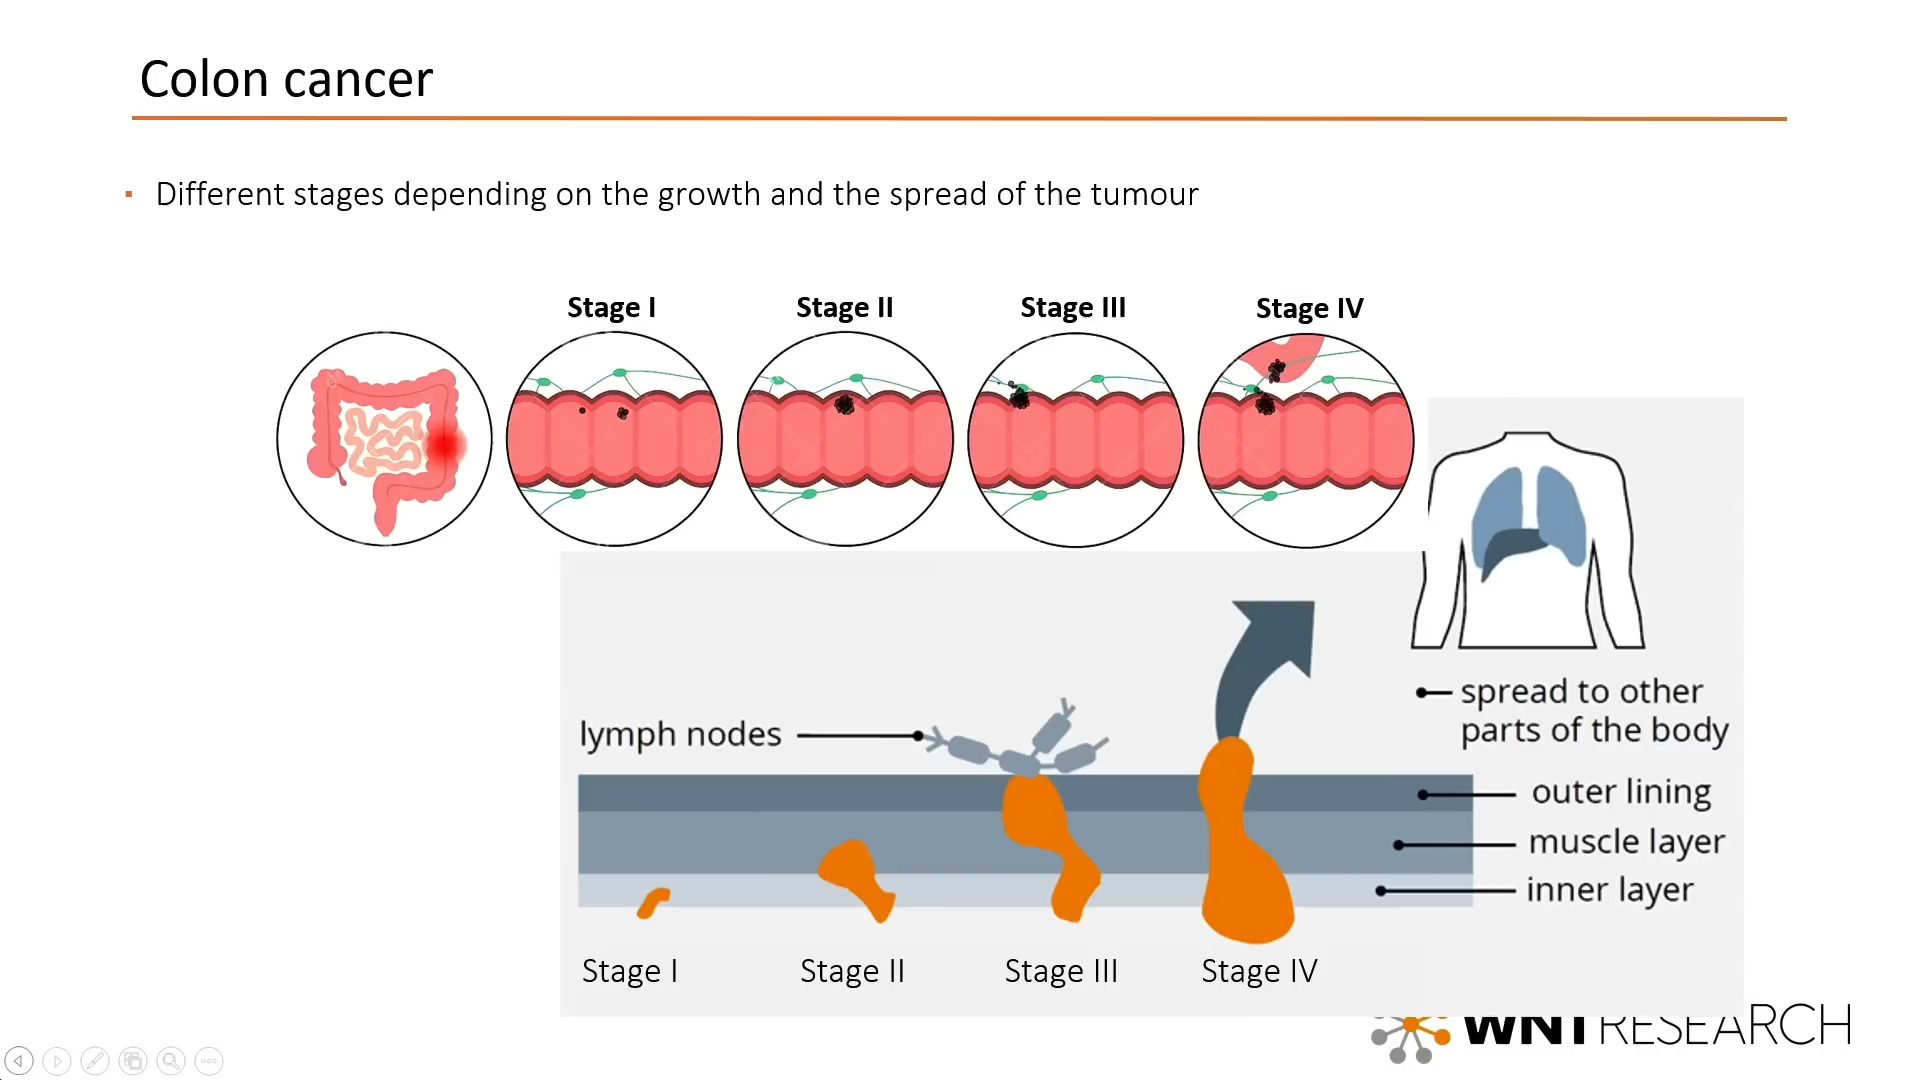 Colon cancer
▪ Different stages depending on the growth and the spread of the tumour
Stage I
Stage II
Stage III
Stage IV
lymph nodes
spread to other
parts of the body
outer lining
muscle layer
inner layer
Stage I
Stage II
Stage III
Stage IV
WNTRESEARCH